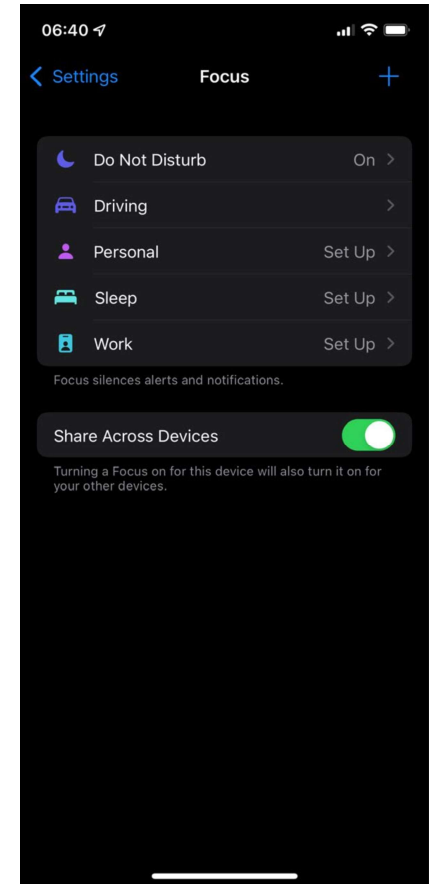 06:40
Settings
Focus
Do Not Disturb
On
Driving
Personal
Set Up
Sleep
Set Up
Work
Set Up
Focus silences alerts and notifications.
Share Across Devices
Turning a Focus on for this device will also turn it on for
your other devices.